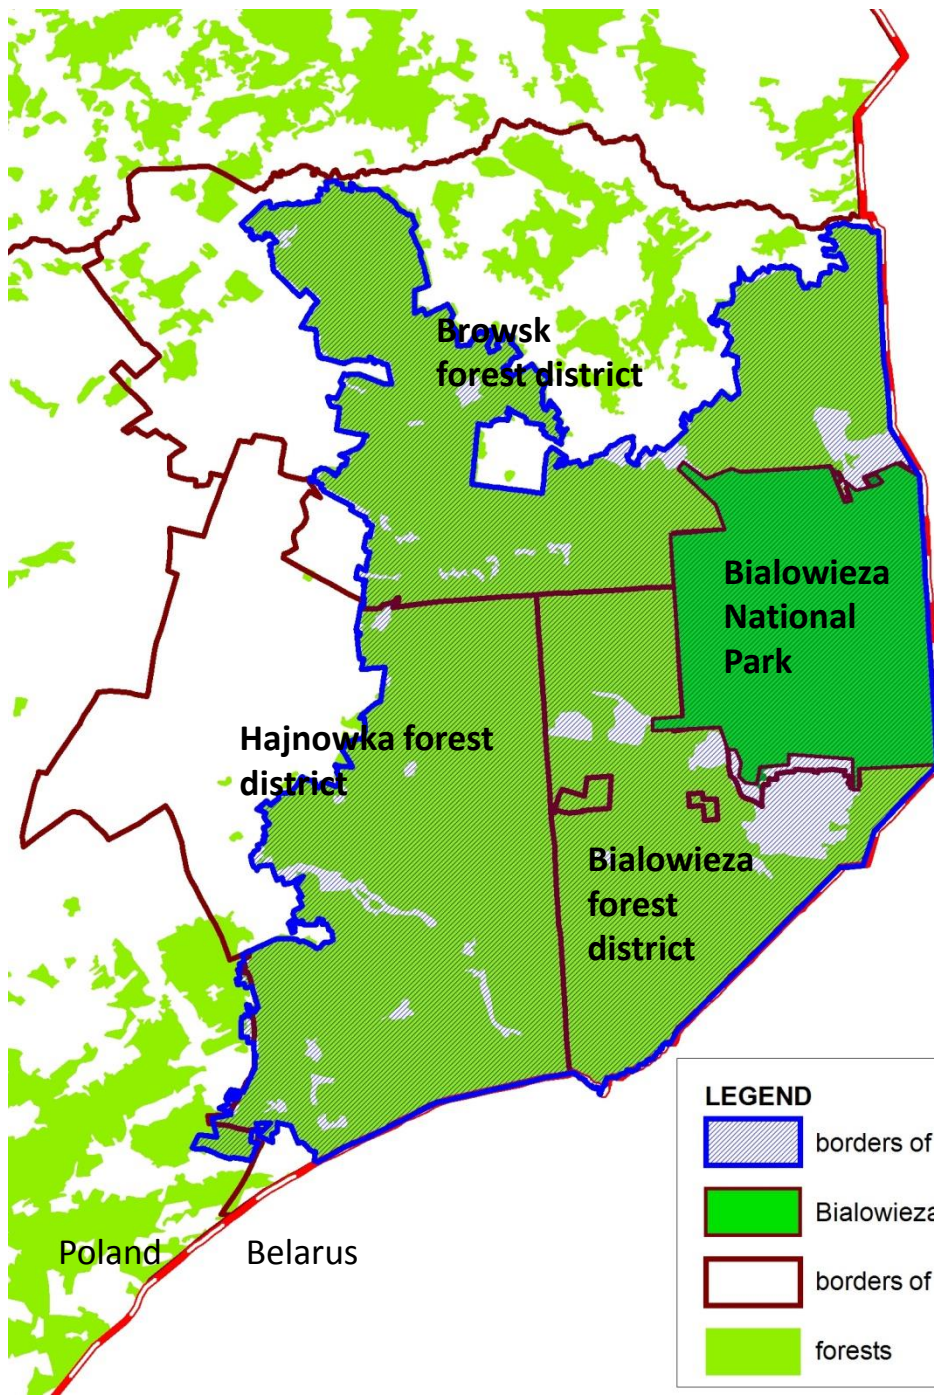 Browsk
forest district
Bialowieza
National
Park
Hajnowka forest
district
Bialowieza
forest
district
Poland
Belarus
LEGEND
borders of
Bialowieza
borders of
forests